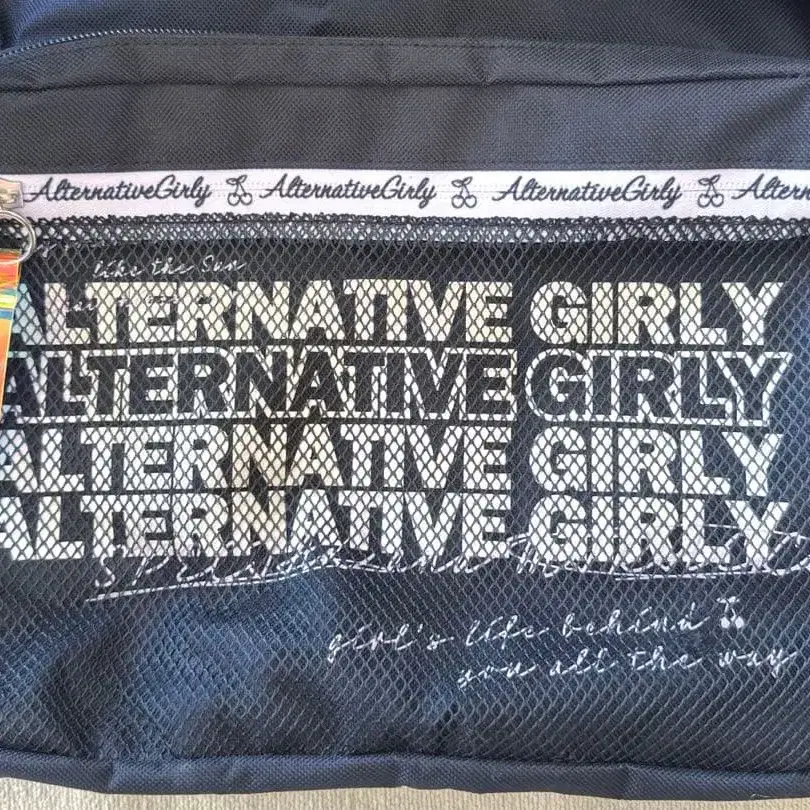 AlternativeGirly AlternativeGirly AlternativeGirly Altern
like the Sun
ALTERNATIVE GIRLY
ALTERNATIVE GIRLY
ALTERNATIVE GIRLY
ALTERNATIVE GIRLY
girl's life behind
you all the way